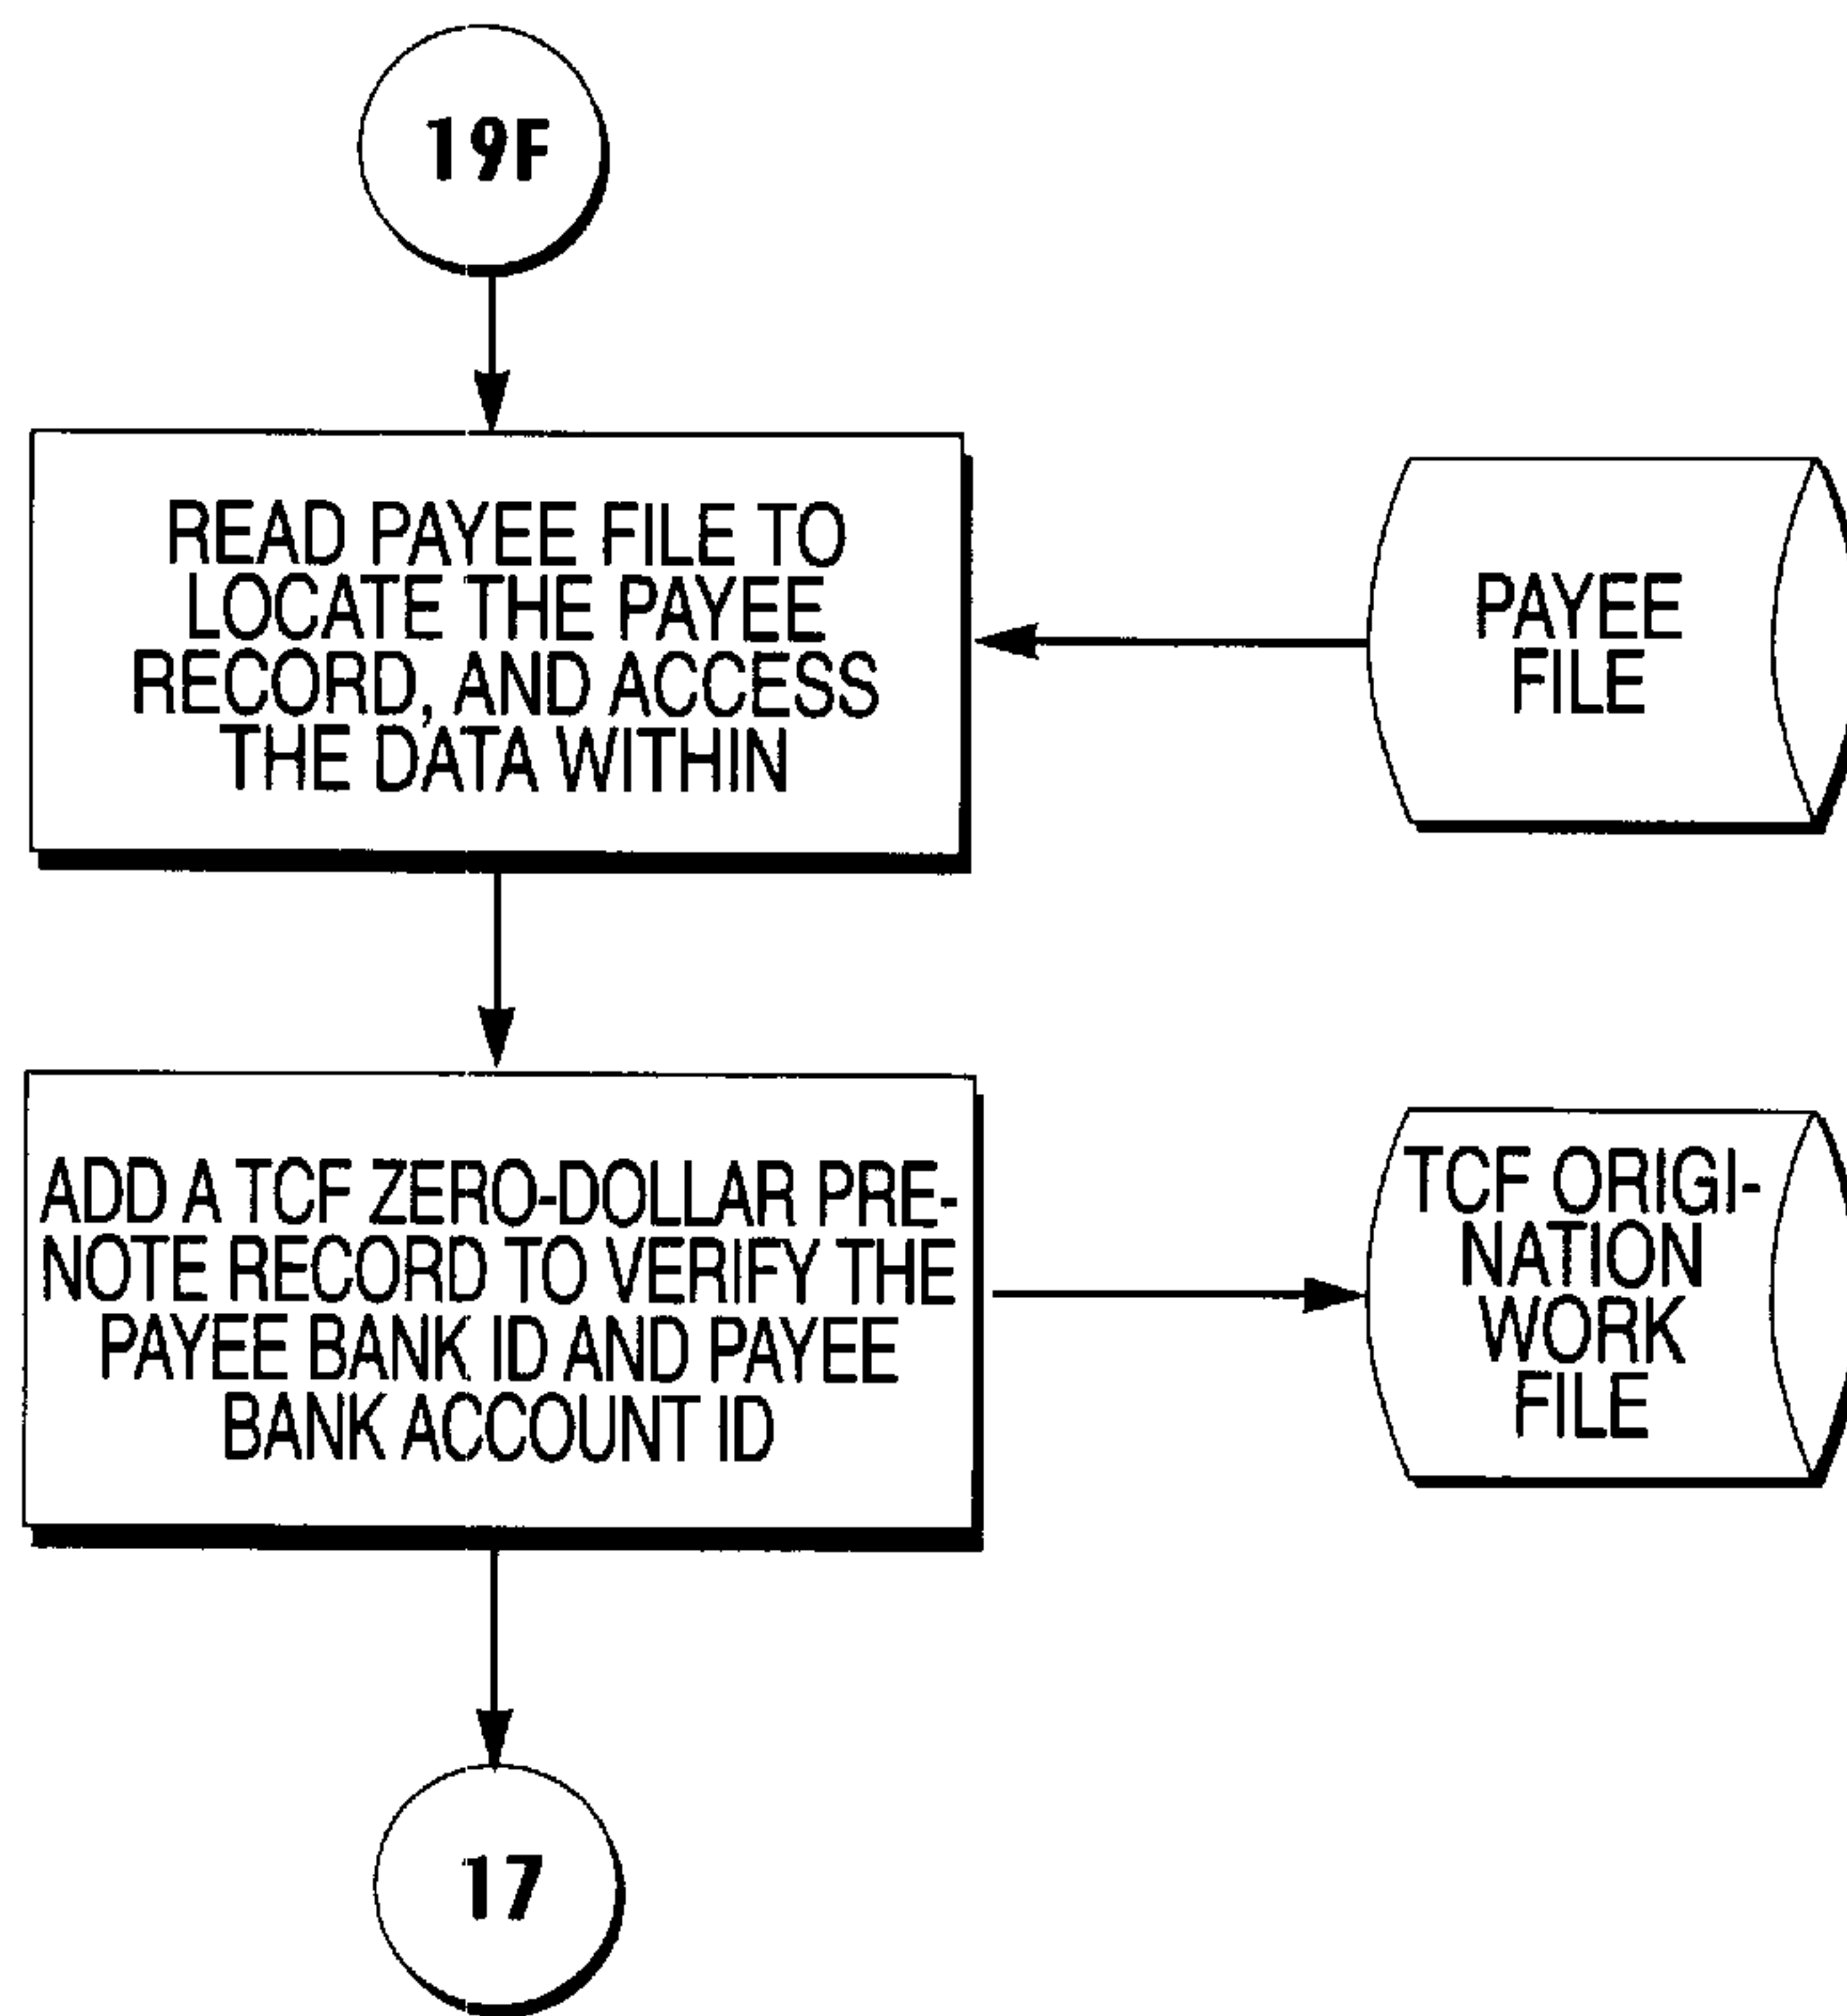 19F
READ PAYEE FILE TO
LOCATE THE PAYEE
RECORD, AND ACCESS
THE DATA WITHIN
PAYEE
FILE
ADD A TCF ZERO-DOLLAR PRE-
NOTE RECORD TO VERIFY THE
PAYEE BANK ID AND PAYEE
BANK ACCOUNT ID
TCF ORIGI-
NATION
WORK
FILE
17